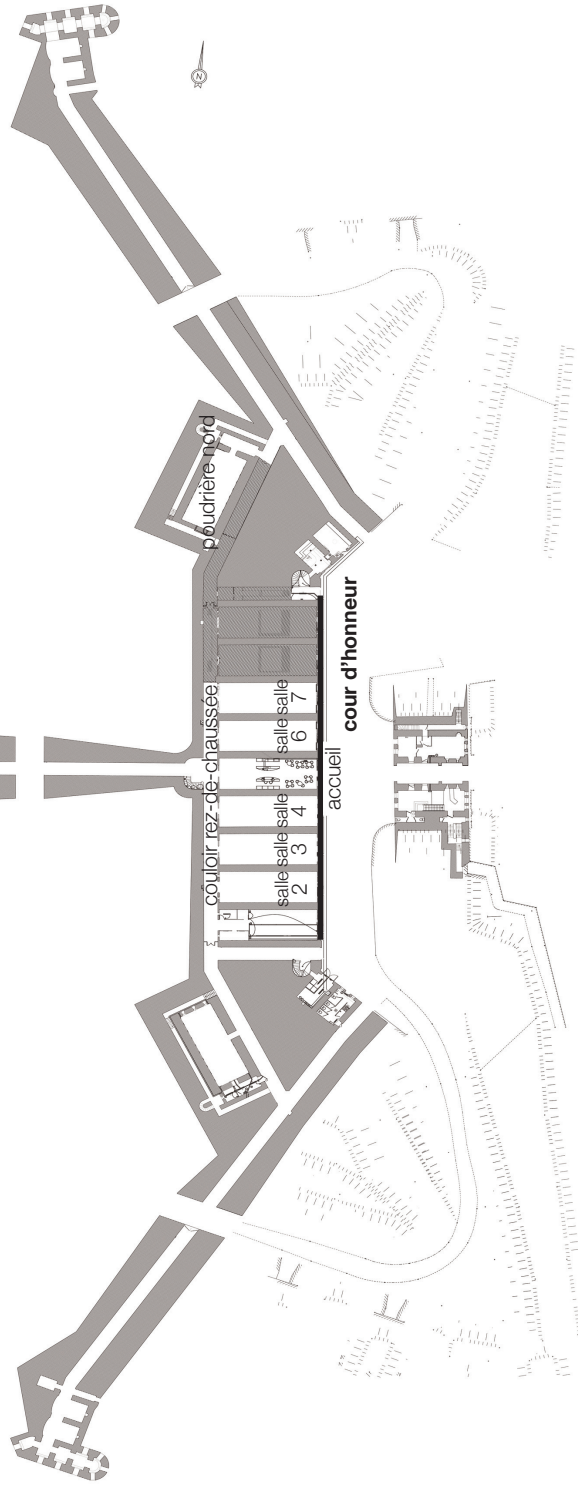 N
poudrière nord
couloir rez-de-chaussée
salle salle salle salle salle
2 3 4 6 7
accueil
cour d'honneur